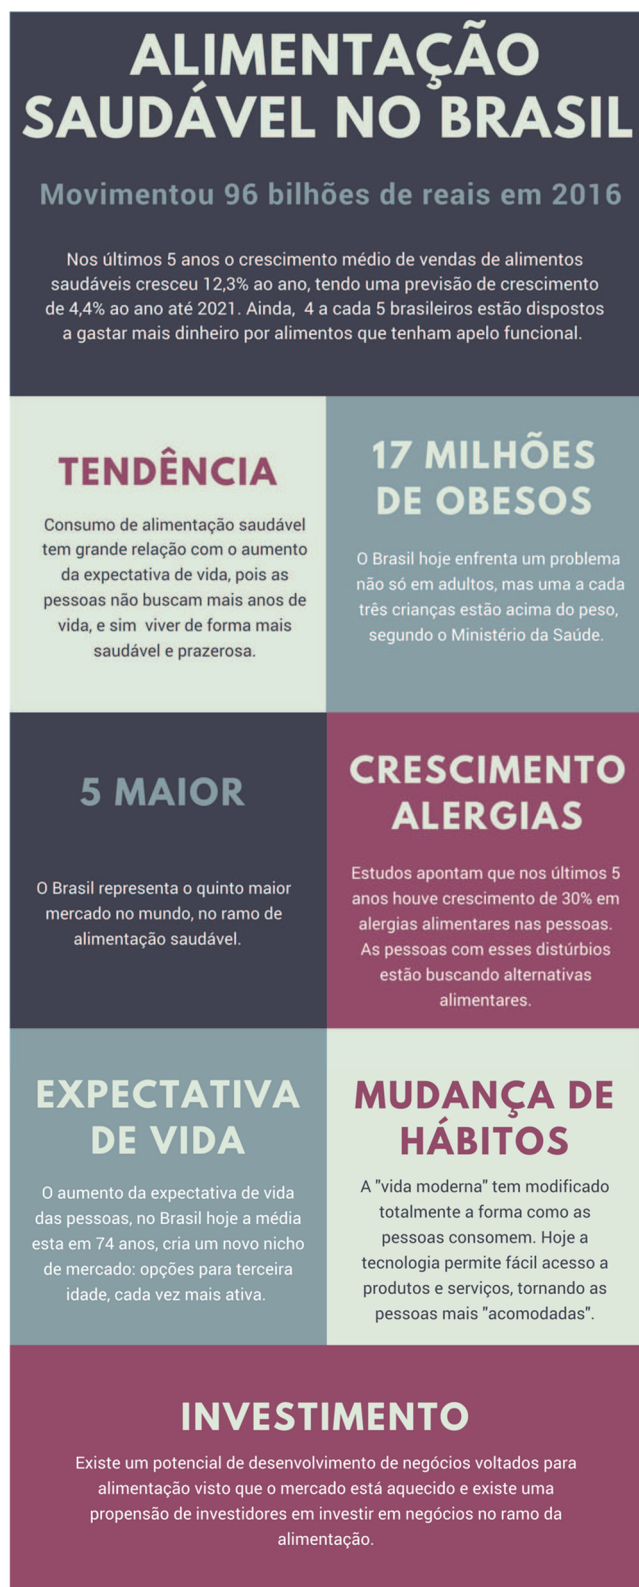 ALIMENTAÇÃO
SAUDÁVEL NO BRASIL
Movimentou 96 bilhões de reais em 2016
Nos últimos 5 anos o crescimento médio de vendas de alimentos
saudáveis cresceu 12,3% ao ano, tendo uma previsão de crescimento
de 4,4% ao ano até 2021. Ainda, 4 a cada 5 brasileiros estão dispostos
a gastar mais dinheiro por alimentos que tenham apelo funcional.
TENDÊNCIA
Consumo de alimentação saudável
tem grande relação com o aumento
da expectativa de vida, pois as
pessoas não buscam mais anos de
vida, e sim viver de forma mais
saudável e prazerosa.
17 MILHÕES
DE OBESOS
O Brasil hoje enfrenta um problema
não só em adultos, mas uma a cada
três crianças estão acima do peso,
segundo o Ministério da Saúde.
5 MAIOR
O Brasil representa o quinto maior
mercado no mundo, no ramo de
alimentação saudável.
CRESCIMENTO
ALERGIAS
Estudos apontam que nos últimos 5
anos houve crescimento de 30% em
alergias alimentares nas pessoas.
As pessoas com esses distúrbios
estão buscando alternativas
alimentares.
EXPECTATIVA
DE VIDA
O aumento da expectativa de vida
das pessoas, no Brasil hoje a média
esta em 74 anos, cria um novo nicho
de mercado: opções para terceira
idade, cada vez mais ativa.
MUDANÇA DE
HÁBITOS
A "vida moderna" tem modificado
totalmente a forma como as
pessoas consomem. Hoje a
tecnologia permite fácil acesso a
produtos e serviços, tornando as
pessoas mais "acomodadas".
INVESTIMENTO
Existe um potencial de desenvolvimento de negócios voltados para
alimentação visto que o mercado está aquecido e existe uma
propensão de investidores em investir em negócios no ramo da
alimentação.